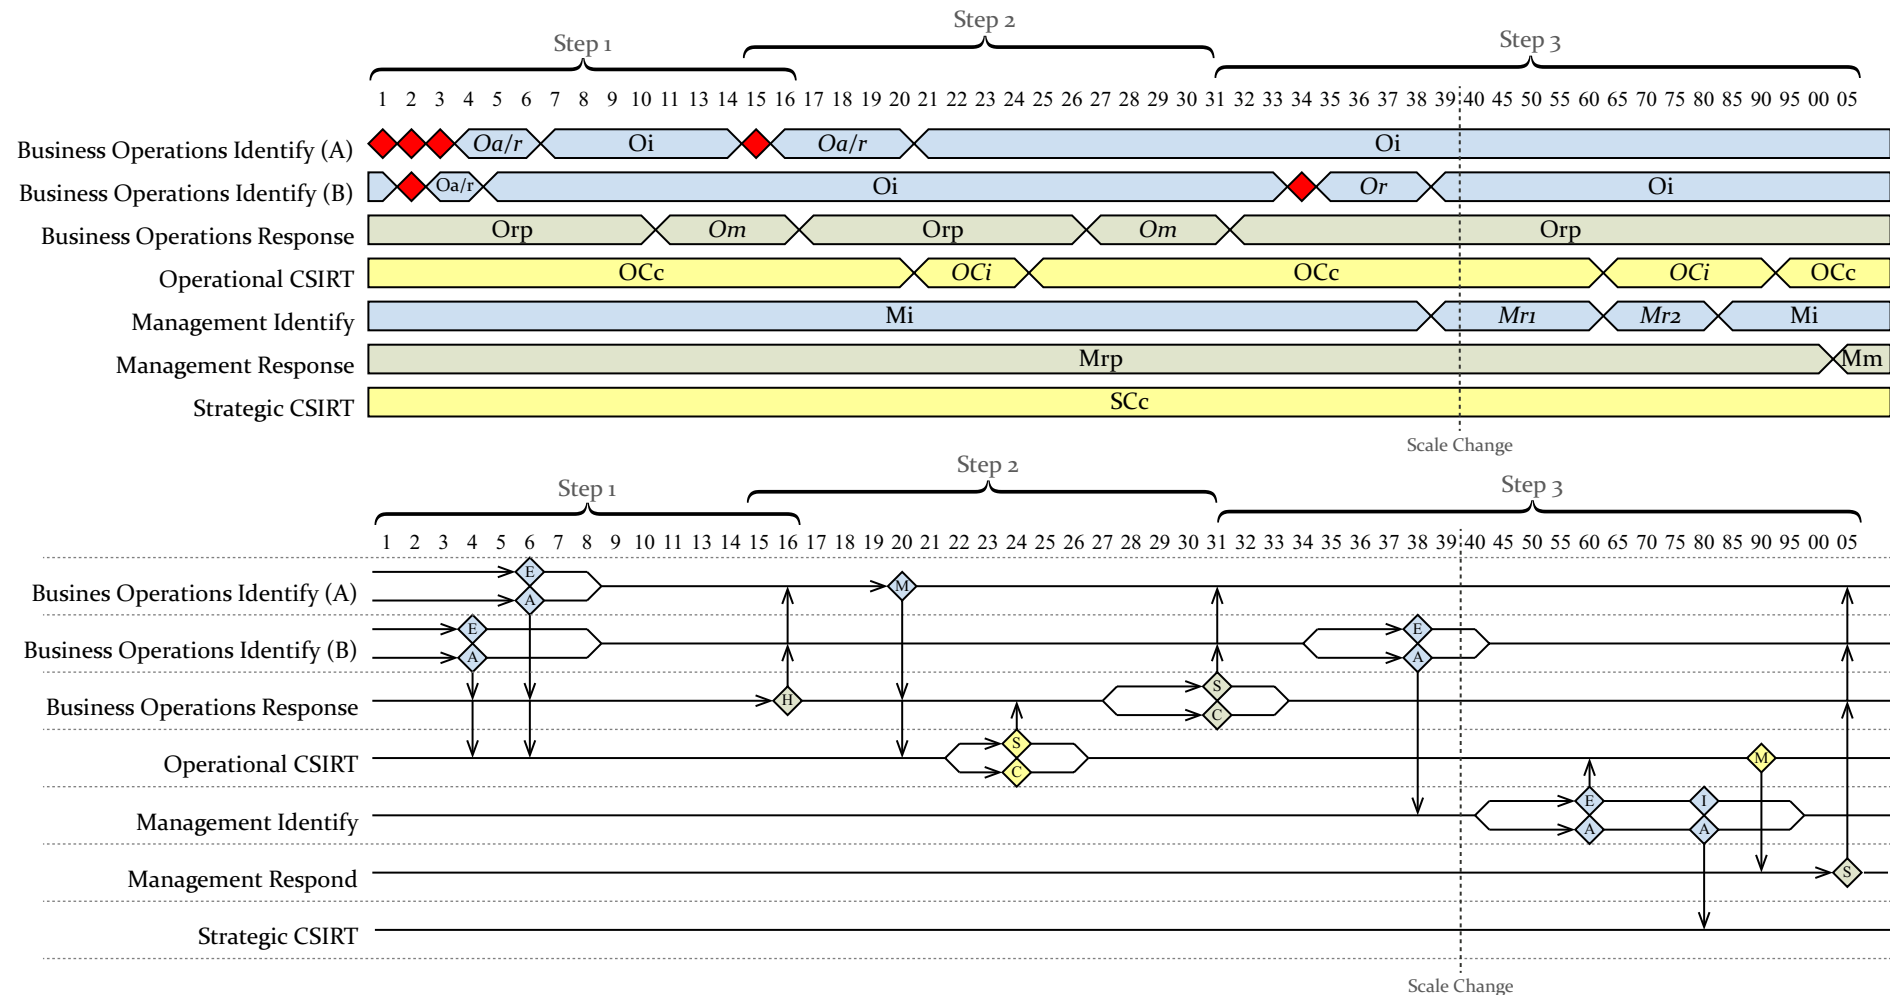 Step 2
Step 1
Step 3
1 2 3 4 5 6 7 8 9 10 11 12 13 14 15 16 17 18 19 20 21 22 23 24 25 26 27 28 29 30 31 32 33 34 35 36 37 38 39 40 45 50 55 60 65 70 75 80 85 90 95 00 05
Business Operations Identify (A) Oa/r Oi Oa/r Oi
Business Operations Identify (B) Oa/r Oi Or Oi
Business Operations Response Orp Om Orp Om Orp
Operational CSIRT OCc OCi OCc OCi OCc
Management Identify Mi Mr1 Mr2 Mi
Management Response Mrp Mm
Strategic CSIRT SCc
Scale Change
Step 2
Step 1
Step 3
1 2 3 4 5 6 7 8 9 10 11 12 13 14 15 16 17 18 19 20 21 22 23 24 25 26 27 28 29 30 31 32 33 34 35 36 37 38 39 40 45 50 55 60 65 70 75 80 85 90 95 00 05
E
Busines Operations Identify (A) M
A
E E
Business Operations Identify (B)
A A
S
Business Operations Response H
C
S
Operational CSIRT M
C
E I
Management Identify
A A
Management Respond S
Strategic CSIRT
Scale Change